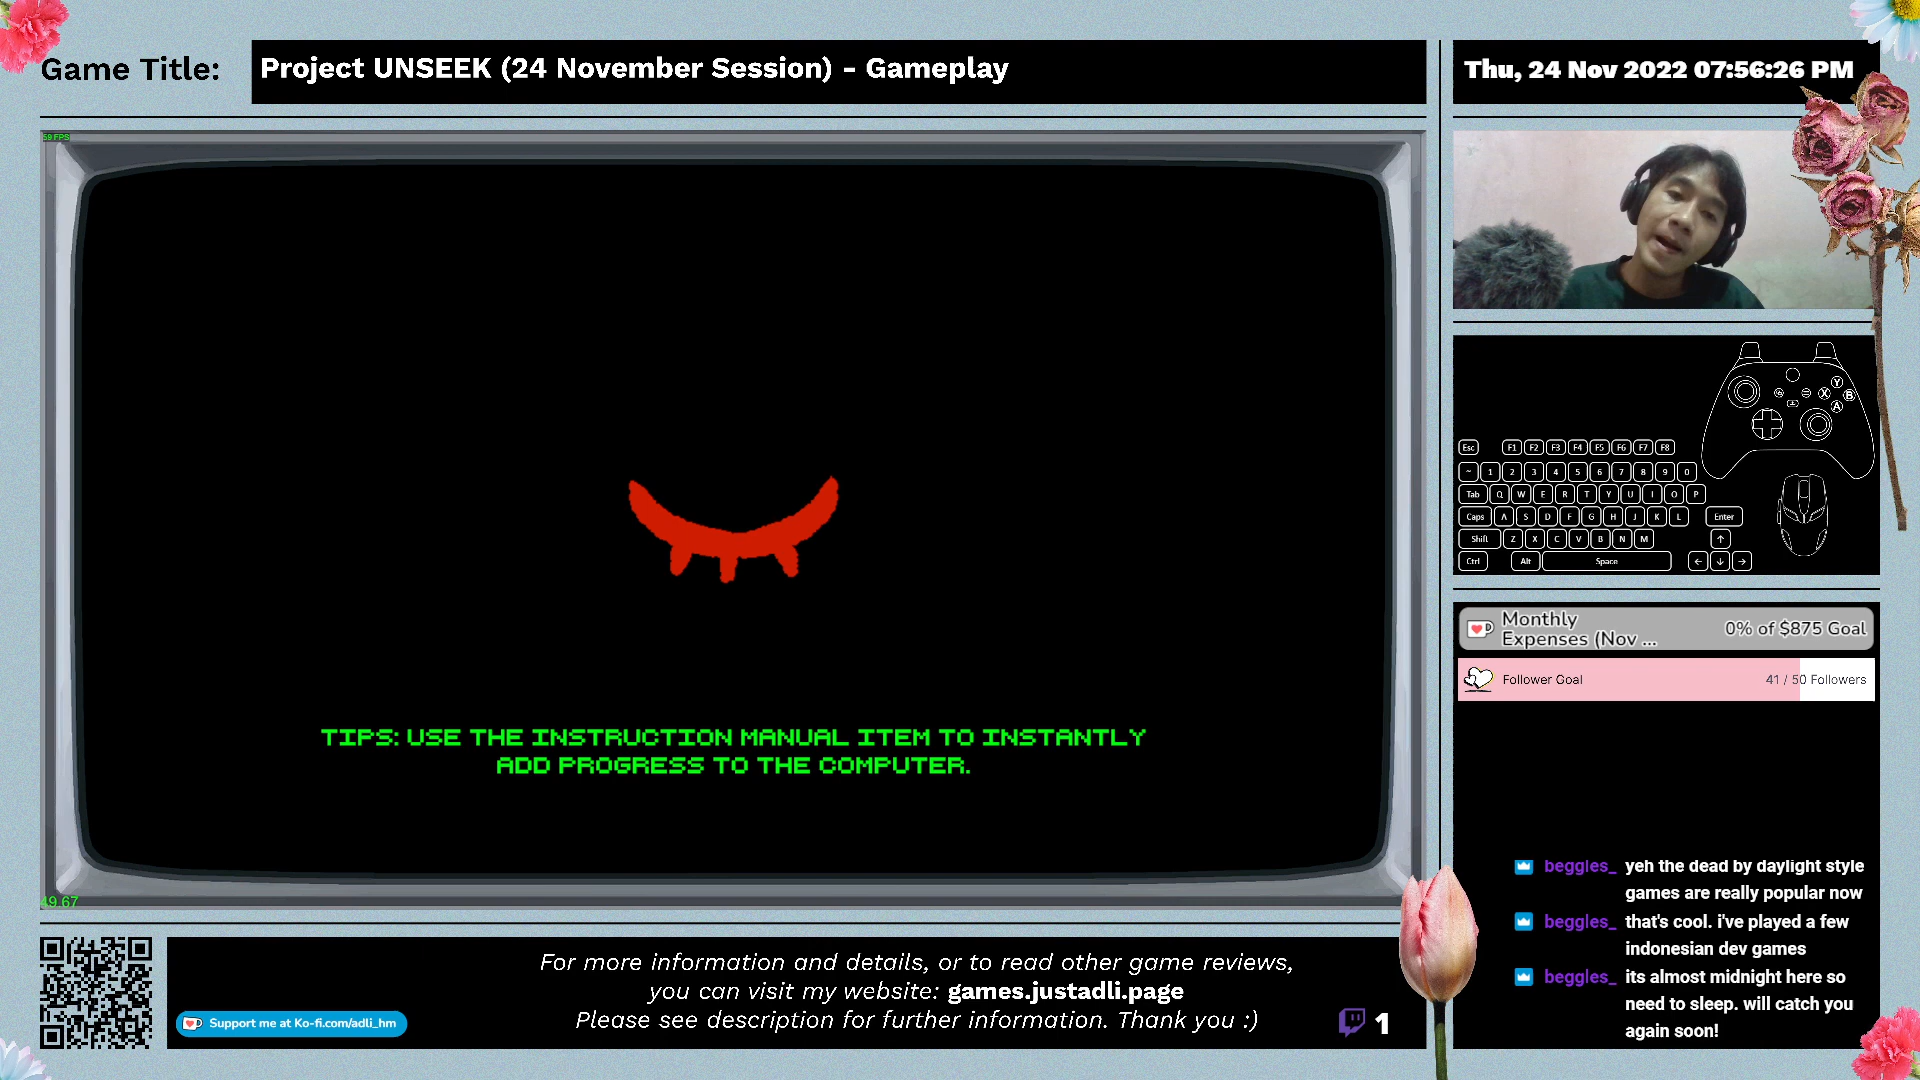 Game Title:
Project UNSEEK (24 November Session) - Gameplay
Thu, 24 Nov 2022 07:56:26 PM
59 FPS
TIPS: USE THE INSTRUCTION MANUAL ITEM TO INSTANTLY
ADD PROGRESS TO THE COMPUTER.
49.67
Y
X B
A
Esc F1 F2 F3 F4 F5 F6 F7 F8
~ 1 2 3 4 5 6 7 8 9 0
Tab Q W E R T Y U I O P
Caps A S D F G H J K L Enter
Shift Z X C V B N M ↑
Ctrl Alt Space ← ↓ →
Monthly
Expenses (Nov ...
0% of $875 Goal
Follower Goal 41 / 50 Followers
beggles_ yeh the dead by daylight style
games are really popular now
beggles_ that's cool. i've played a few
indonesian dev games
beggles_ its almost midnight here so
need to sleep. will catch you
again soon!
For more information and details, or to read other game reviews,
you can visit my website: games.justadli.page
Please see description for further information. Thank you :)
Support me at Ko-fi.com/adli_hm
1